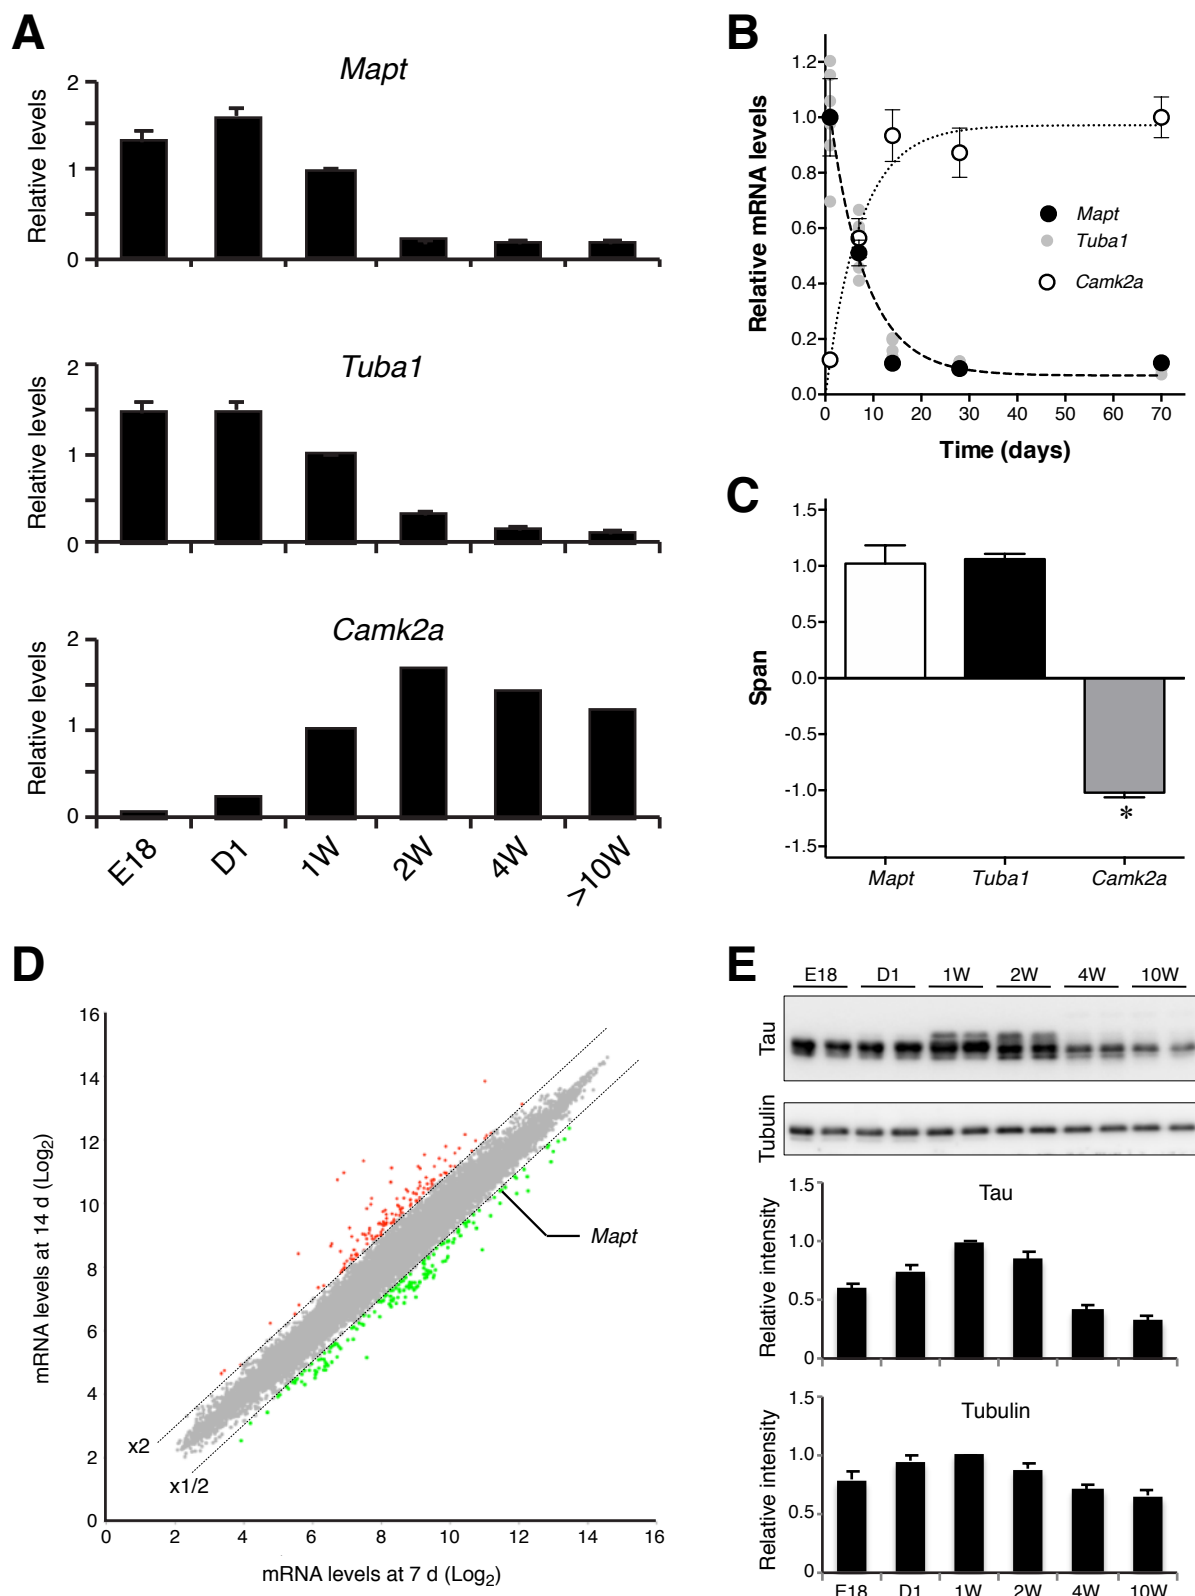 A
Mapt
Relative levels
2
1
0
Tuba1
Relative levels
2
1
0
Camk2a
Relative levels
2
1
0
E18
D1
1W
2W
4W
>10W
B
Relative mRNA levels
1.2
1.0
0.8
0.6
0.4
0.2
0.0
Mapt
Tuba1
Camk2a
0 10 20 30 40 50 60 70
Time (days)
C
Span
1.5
1.0
0.5
0.0
-0.5
-1.0
-1.5
*
Mapt Tuba1 Camk2a
D
mRNA levels at 14 d (Log2)
16
14
12
10
8
6
4
2
0
Mapt
x2
x1/2
0 2 4 6 8 10 12 14 16
mRNA levels at 7 d (Log2)
E
E18 D1 1W 2W 4W 10W
Tau
Tubulin
Tau
Relative intensity
1.5
1.0
0.5
0
Tubulin
Relative intensity
1.5
1.0
0.5
0
E18 D1 1W 2W 4W 10W